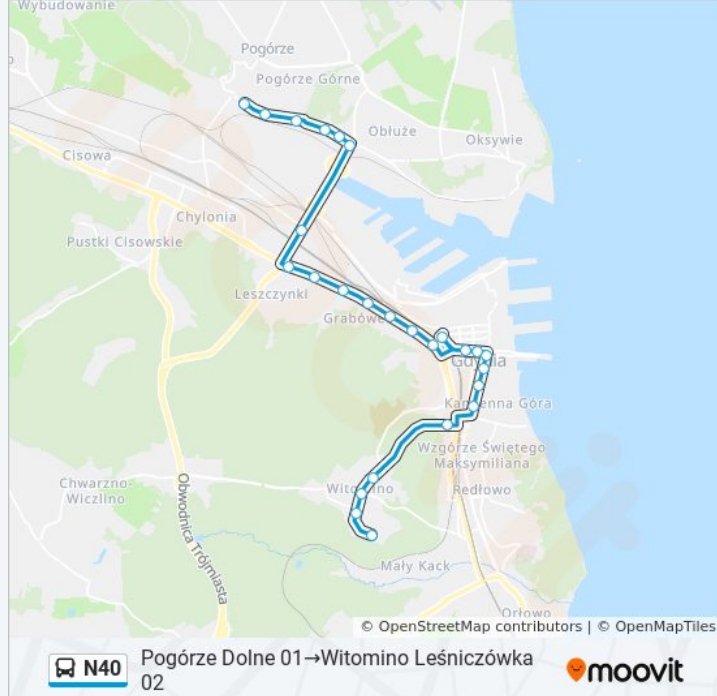 Wybudowanie
Pogórze
Pogórze Górne
Obłuże
Oksywie
Cisowa
Chylonia
Pustki Cisowskie
Leszczynki
Grabówe
Gdynia
Kamienna Góra
Wzgórze Świętego
Maksymiliana
Chwarzno-
Wiczlino
Witomino
Redłowo
Obwodnica Trójmiasta
Mały Kack
Orłowo
© OpenStreetMap contributors | © OpenMapTiles
N40
Pogórze Dolne 01→Witomino Leśniczówka
02
moovit